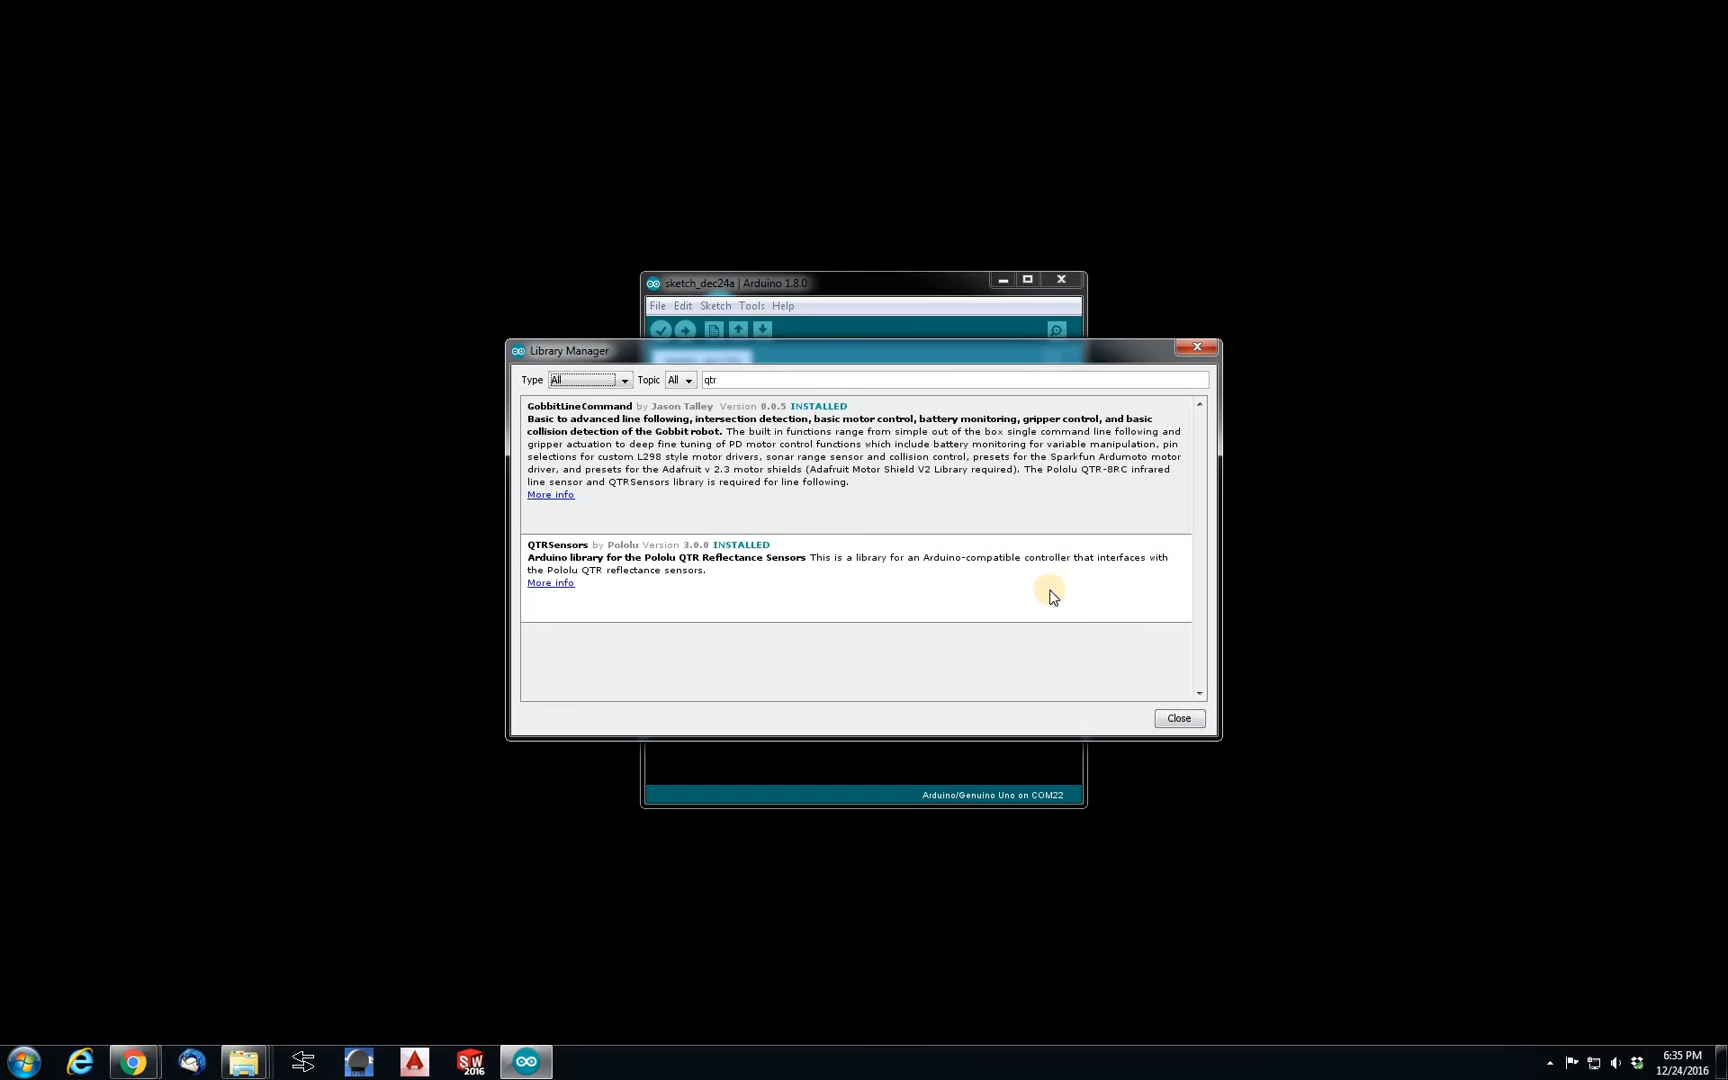 sketch_dec24a | Arduino 1.8.0
File Edit Sketch Tools Help
Library Manager
Type All Topic All qtr
GobbitLineCommand by Jason Talley Version 0.0.5 INSTALLED
Basic to advanced line following, intersection detection, basic motor control, battery monitoring, gripper control, and basic
collision detection of the Gobbit robot. The built in functions range from simple out of the box single command line following and
gripper actuation to deep fine tuning of PD motor control functions which include battery monitoring for variable manipulation, pin
selections for custom L298 style motor drivers, sonar range sensor and collision control, presets for the Sparkfun Ardumoto motor
driver, and presets for the Adafruit v 2.3 motor shields (Adafruit Motor Shield V2 Library required). The Pololu QTR-8RC infrared
line sensor and QTRSensors library is required for line following.
More info
QTRSensors by Pololu Version 3.0.0 INSTALLED
Arduino library for the Pololu QTR Reflectance Sensors This is a library for an Arduino-compatible controller that interfaces with
the Pololu QTR reflectance sensors.
More info
Close
Arduino/Genuino Uno on COM22
SW
2016
6:35 PM
12/24/2016